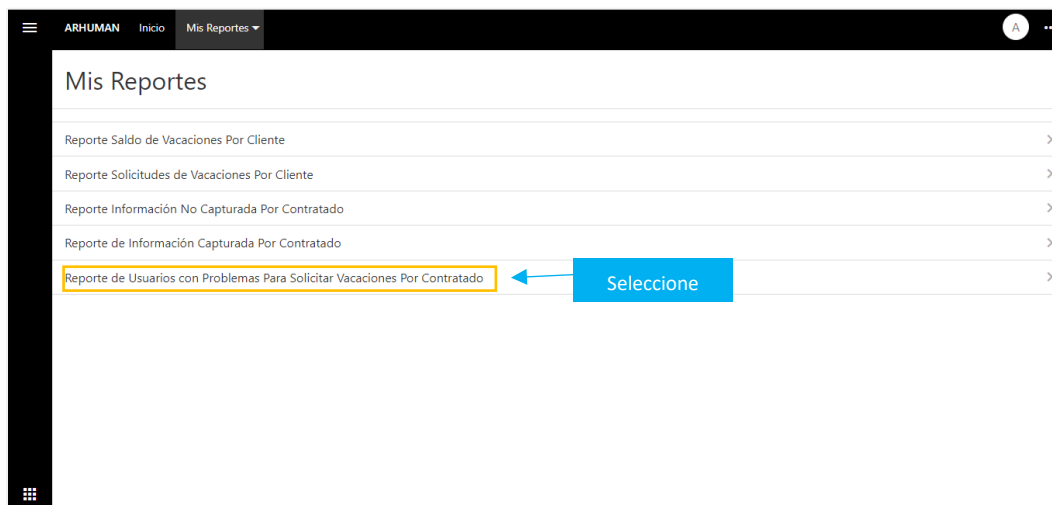 ARHUMAN Inicio Mis Reportes A
Mis Reportes
Reporte Saldo de Vacaciones Por Cliente
Reporte Solicitudes de Vacaciones Por Cliente
Reporte Información No Capturada Por Contratado
Reporte de Información Capturada Por Contratado
Reporte de Usuarios con Problemas Para Solicitar Vacaciones Por Contratado
Seleccione